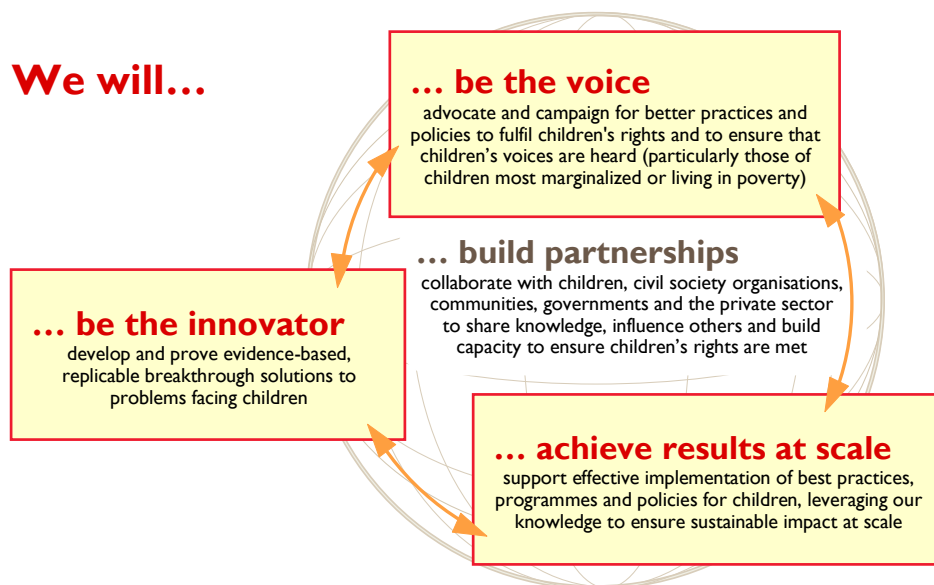 We will…
… be the voice
advocate and campaign for better practices and
policies to fulfil children's rights and to ensure that
children’s voices are heard (particularly those of
children most marginalized or living in poverty)
… build partnerships
collaborate with children, civil society organisations,
communities, governments and the private sector
to share knowledge, influence others and build
capacity to ensure children’s rights are met
… be the innovator
develop and prove evidence-based,
replicable breakthrough solutions to
problems facing children
… achieve results at scale
support effective implementation of best practices,
programmes and policies for children, leveraging our
knowledge to ensure sustainable impact at scale